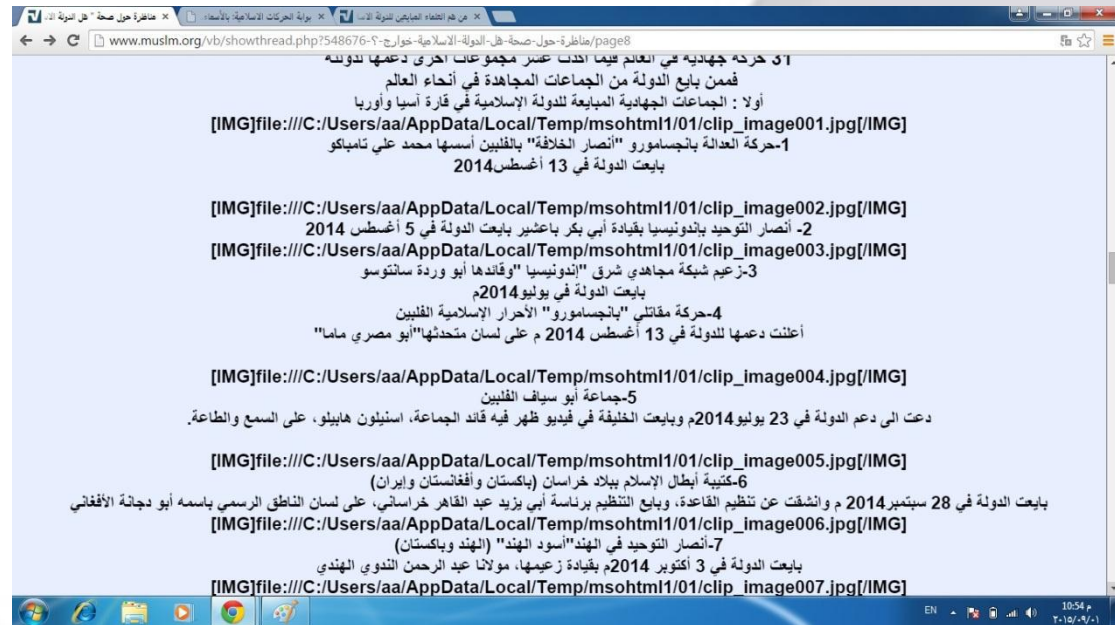 مناظرة حول صحة " هل الدولة الا
من هم العلماء المبايعين للدولة الاسا
بوابة الحركات الاسلامية: بالأسماء
www.muslm.org/vb/showthread.php?548676-مناظرة-حول-صحة-هل-الدولة-الاسلامية-خوارج-؟/page8
31 حركة جهادية في العالم فيما أكدت عشر مجموعات أخرى دعمها لدولته
فممن بايع الدولة من الجماعات المجاهدة في أنحاء العالم
أولا : الجماعات الجهادية المبايعة للدولة الإسلامية في قارة آسيا وأوربا
[IMG]file:///C:/Users/aa/AppData/Local/Temp/msohtml1/01/clip_image001.jpg[/IMG]
1-حركة العدالة بانجسامورو "أنصار الخلافة" بالفلبين أسسها محمد علي تامباكو
بايعت الدولة في 13 أغسطس2014
[IMG]file:///C:/Users/aa/AppData/Local/Temp/msohtml1/01/clip_image002.jpg[/IMG]
2- أنصار التوحيد بإندونيسيا بقيادة أبي بكر باعشير بايعت الدولة في 5 أغسطس 2014
[IMG]file:///C:/Users/aa/AppData/Local/Temp/msohtml1/01/clip_image003.jpg[/IMG]
3-زعيم شبكة مجاهدي شرق "إندونيسيا "وقائدها أبو وردة سانتوسو
بايعت الدولة في يوليو2014م
4-حركة مقاتلي "بانجسامورو" الأحرار الإسلامية الفلبين
أعلنت دعمها للدولة في 13 أغسطس 2014 م على لسان متحدثها"أبو مصري ماما"
[IMG]file:///C:/Users/aa/AppData/Local/Temp/msohtml1/01/clip_image004.jpg[/IMG]
5-جماعة أبو سياف الفلبين
دعت الى دعم الدولة في 23 يوليو2014م وبايعت الخليفة في فيديو ظهر فيه قائد الجماعة، اسنيلون هابيلو، على السمع والطاعة.
[IMG]file:///C:/Users/aa/AppData/Local/Temp/msohtml1/01/clip_image005.jpg[/IMG]
6-كتيبة أبطال الإسلام ببلاد خراسان (باكستان وأفغانستان وإيران)
بايعت الدولة في 28 سبتمبر2014 م وانشقت عن تنظيم القاعدة، وبايع التنظيم برئاسة أبي يزيد عبد القاهر خراساني، على لسان الناطق الرسمي باسمه أبو دجانة الأفغاني
[IMG]file:///C:/Users/aa/AppData/Local/Temp/msohtml1/01/clip_image006.jpg[/IMG]
7-أنصار التوحيد في الهند"أسود الهند" (الهند وباكستان)
بايعت الدولة في 3 أكتوبر 2014م بقيادة زعيمها، مولانا عبد الرحمن الندوي الهندي
[IMG]file:///C:/Users/aa/AppData/Local/Temp/msohtml1/01/clip_image007.jpg[/IMG]
EN
10:54 م
٢٠١٥/٠٩/٠١